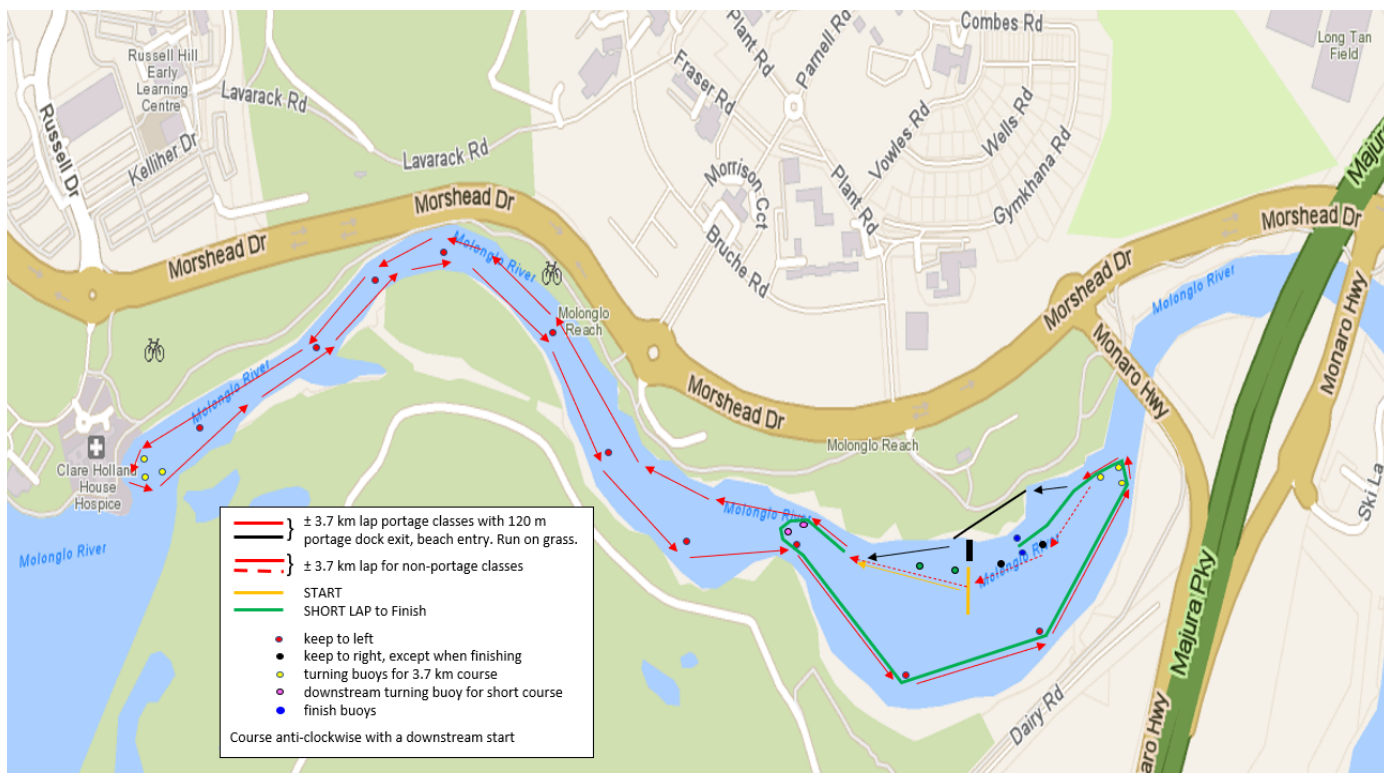 Combes Rd
Plant Rd
Parnell Rd
Long Tan
Field
Russell Hill
Early
Learning
Centre
Lavarack Rd
Fraser Rd
Russell Dr
Kelliher Dr
Lavarack Rd
Vowles Rd
Wells Rd
Gymkhana Rd
Majura
Morrison Cct
Plant Rd
Morshead Dr
Morshead Dr
Morshead Dr
Bruche Rd
Molonglo River
Molonglo River
Molonglo
Reach
Morshead Dr
Monaro Hwy
Monaro Hwy
Morshead Dr
Molonglo River
Molonglo Reach
Clare Holland
House
Hospice
Ski La
Molonglo River
Molonglo River
Molonglo River
Majura Pky
Dairy Rd
Monaro Hwy
± 3.7 km lap portage classes with 120 m
portage dock exit, beach entry. Run on grass.
± 3.7 km lap for non-portage classes
START
SHORT LAP to Finish
keep to left
keep to right, except when finishing
turning buoys for 3.7 km course
downstream turning buoy for short course
finish buoys
Course anti-clockwise with a downstream start